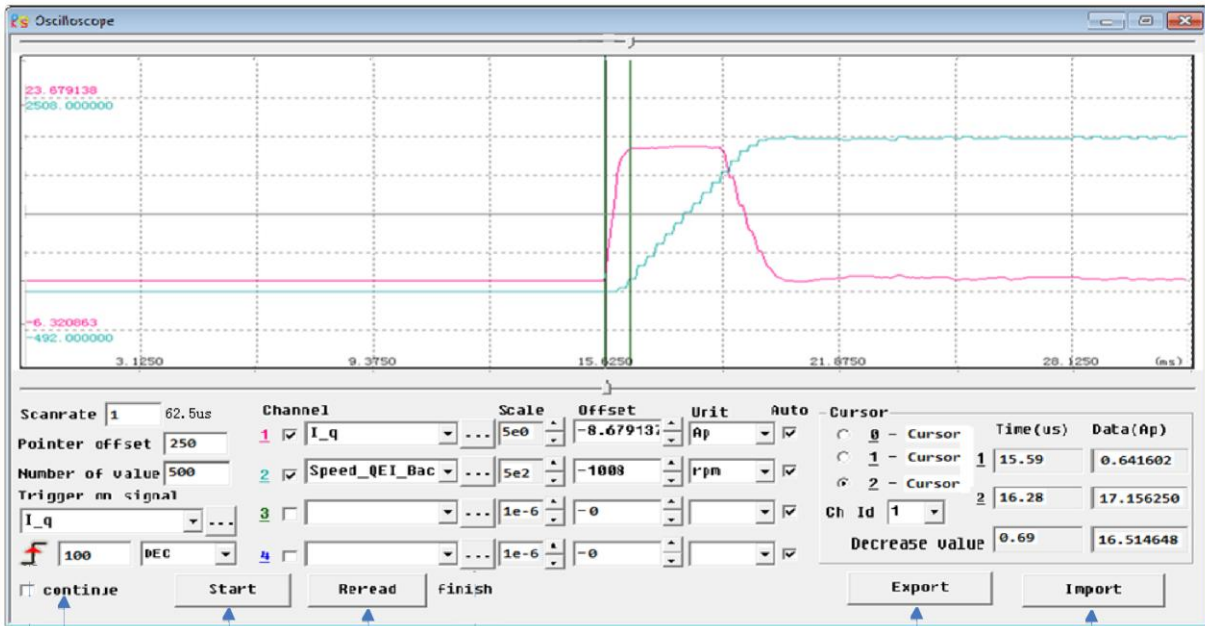 Oscilloscope
23.679138
2508.000000
-6.320863
-492.000000
3.1250 9.3750 15.6250 21.8750 28.1250 (ms)
Scanrate 1 62.5us
Pointer offset 250
Number of value 500
Trigger on signal
I_q ...
100 DEC
continue
Channel Scale Offset Unit Auto
1 I_q ... 5e0 -8.679137 Ap
2 Speed_QEI_Bac ... 5e2 -1008 rpm
3 ... 1e-6 -0
4 ... 1e-6 -0
Start Reread finish
Cursor
Time(us) Data(Ap)
0 - Cursor
1 - Cursor 1 15.59 0.641602
2 - Cursor 2 16.28 17.156250
Ch Id 1
Decrease value 0.69 16.514648
Export Import